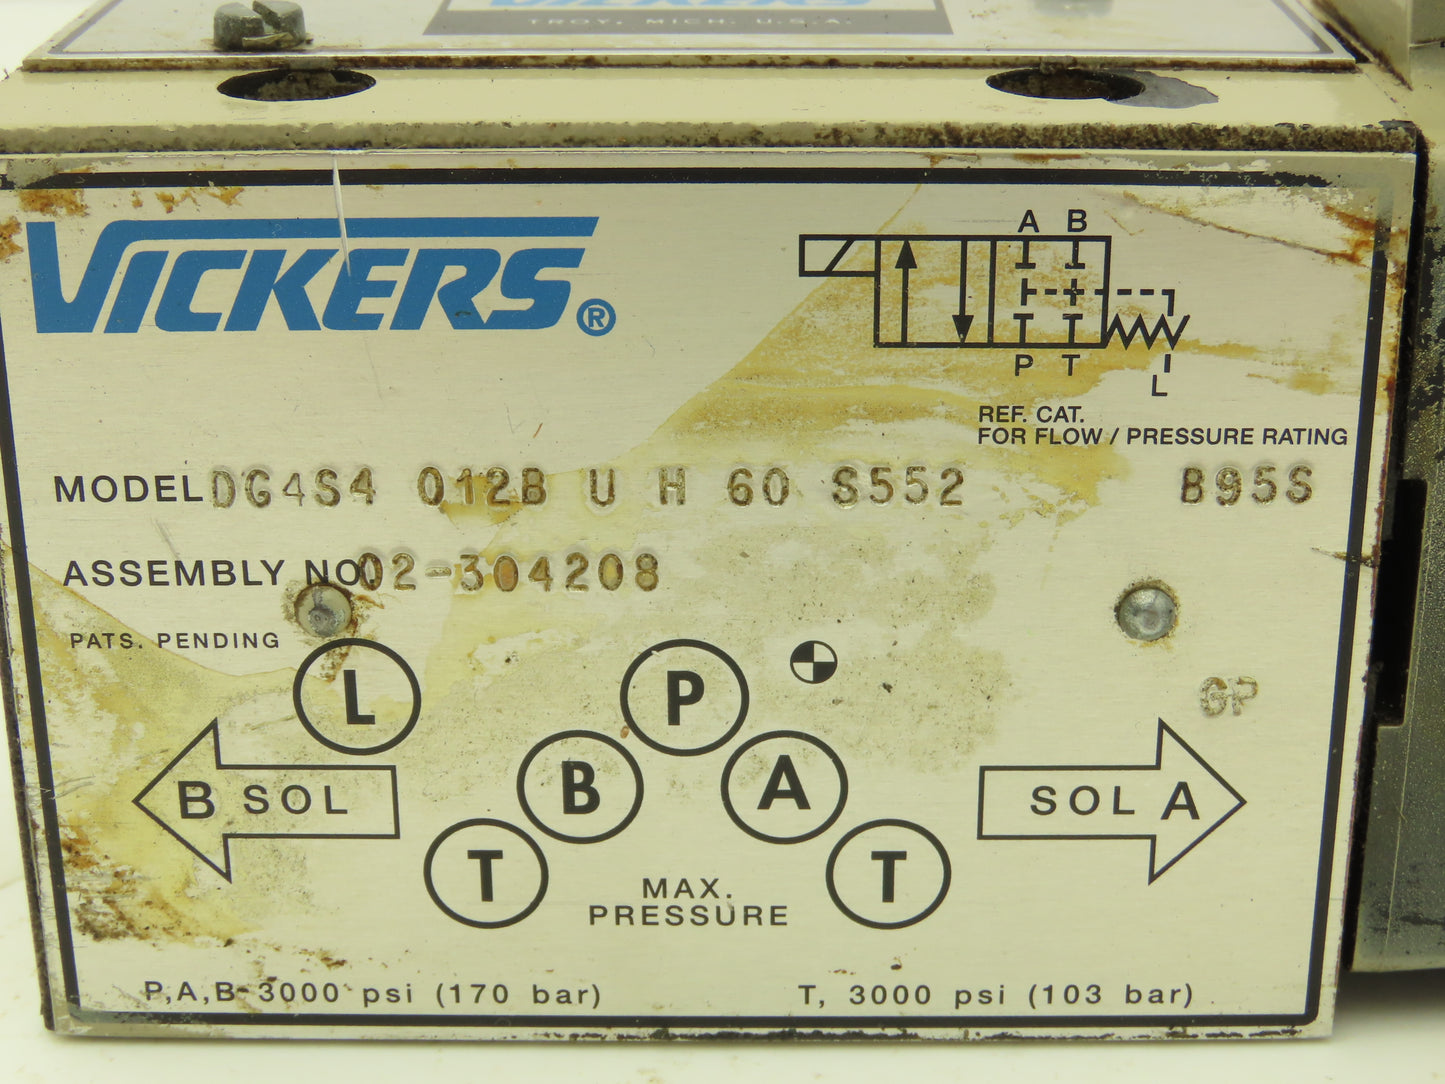 VICKERS
TROY, MICH. U.S.A.
VICKERS®
A B
P T
L
REF. CAT.
FOR FLOW / PRESSURE RATING
MODEL DG4S4 012B U H 60 S552 B95S
ASSEMBLY NO. 02-304208
PATS. PENDING
GP
L P
B SOL B A SOL A
T T
MAX.
PRESSURE
P,A,B-3000 psi (170 bar) T, 3000 psi (103 bar)